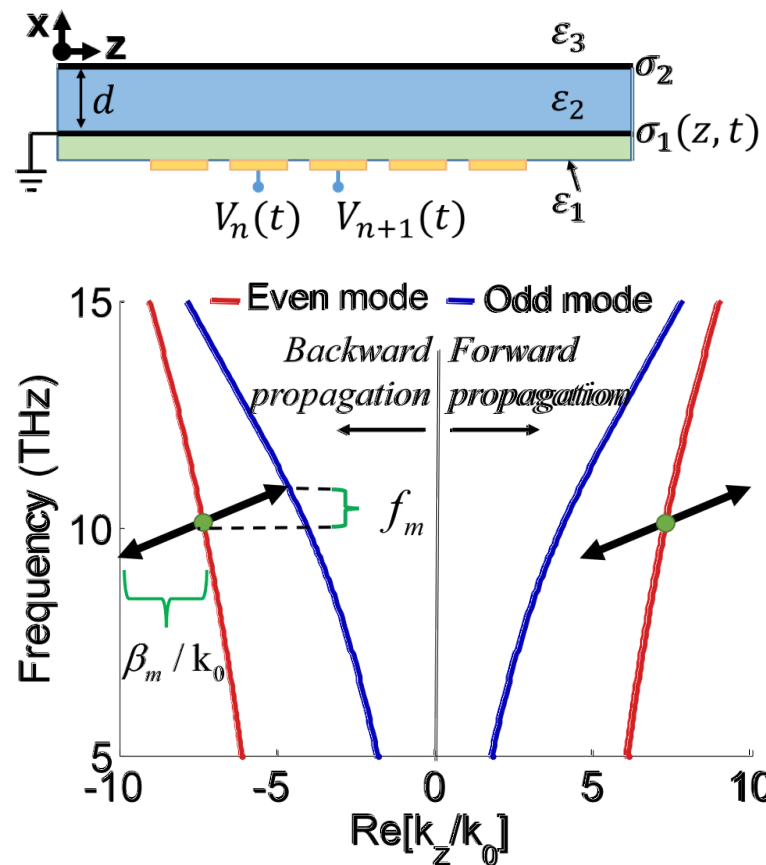 x
z
ε₃
σ₂
d
ε₂
σ₁(z, t)
ε₁
Vₙ(t)
Vₙ₊₁(t)
15
Even mode
Odd mode
Backward
propagation
Forward
propagation
Frequency (THz)
10
fₘ
βₘ / k₀
5
-10
-5
0
5
10
Re[k_z/k₀]